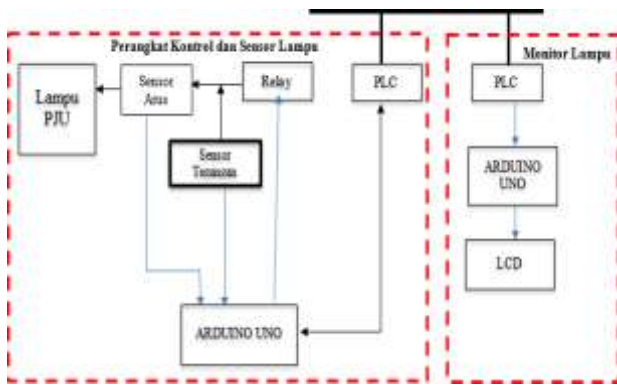 Perangkat Kontrol dan Sensor Lampu
Monitor Lampu
Lampu
PJU
Sensor
Arus
Relay
PLC
PLC
Sensor
ARDUINO
UNO
LCD
ARDUINO UNO